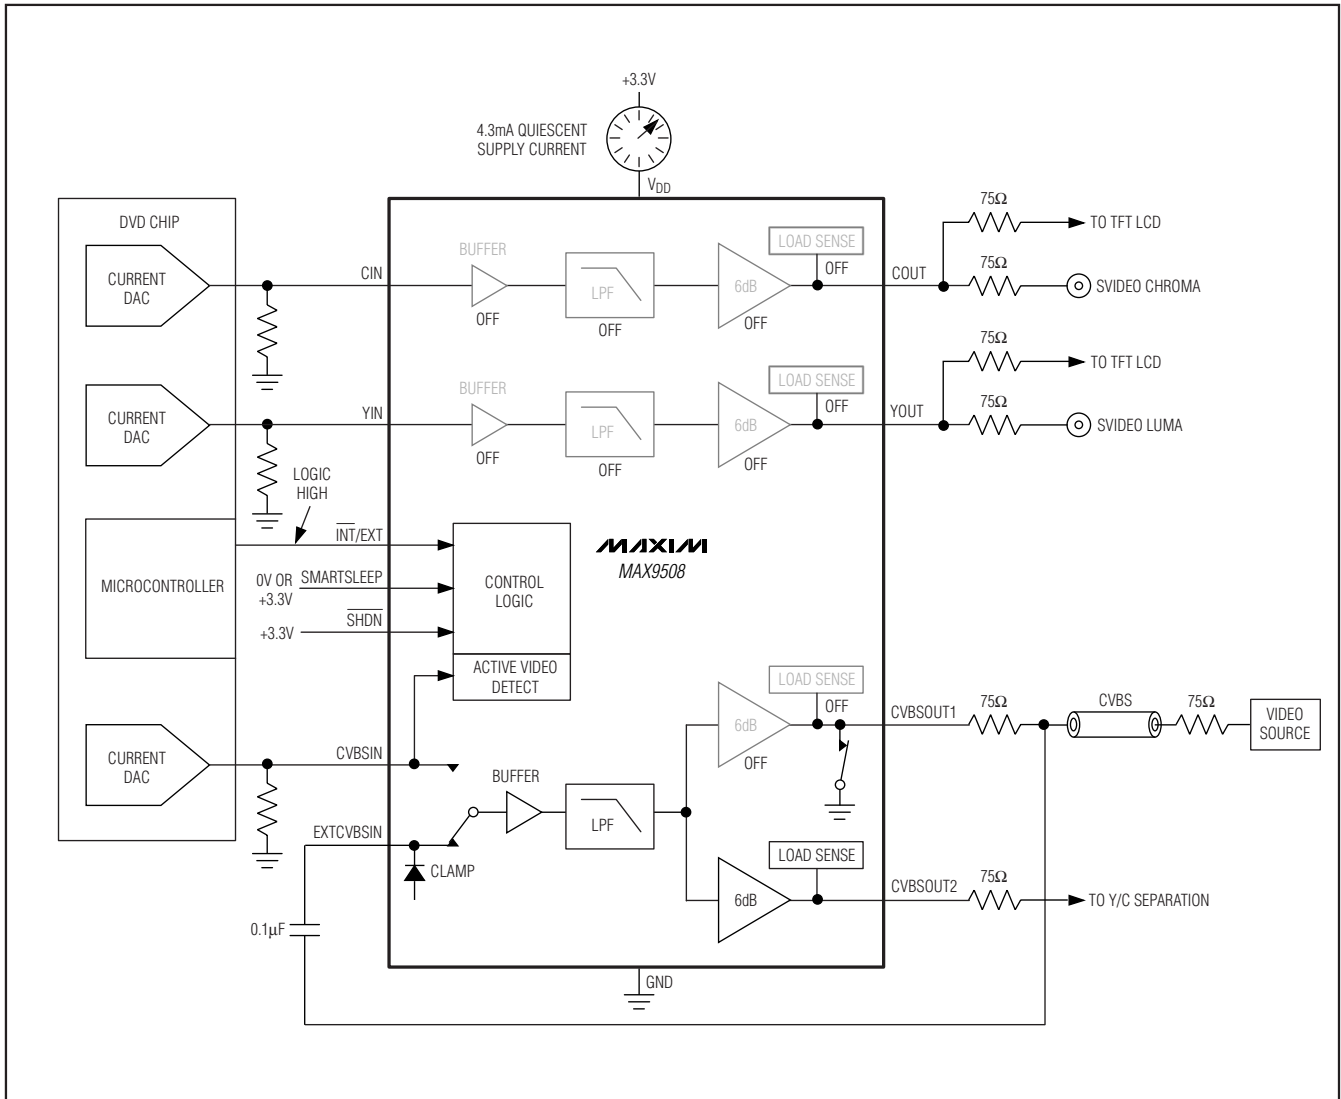 +3.3V
4.3mA QUIESCENT
SUPPLY CURRENT
VDD
DVD CHIP
CURRENT
DAC
CIN
BUFFER
OFF
LPF
OFF
6dB
OFF
LOAD SENSE
OFF
COUT
75Ω
TO TFT LCD
75Ω
SVIDEO CHROMA
CURRENT
DAC
YIN
BUFFER
OFF
LPF
OFF
6dB
OFF
LOAD SENSE
OFF
YOUT
75Ω
TO TFT LCD
75Ω
SVIDEO LUMA
LOGIC
HIGH
MICROCONTROLLER
INT/EXT
0V OR
+3.3V
SMARTSLEEP
+3.3V
SHDN
CONTROL
LOGIC
ACTIVE VIDEO
DETECT
MAXIM
MAX9508
CURRENT
DAC
CVBSIN
EXTCVBSIN
CLAMP
0.1µF
BUFFER
LPF
6dB
OFF
LOAD SENSE
OFF
CVBSOUT1
75Ω
CVBS
75Ω
VIDEO
SOURCE
6dB
LOAD SENSE
CVBSOUT2
75Ω
TO Y/C SEPARATION
GND